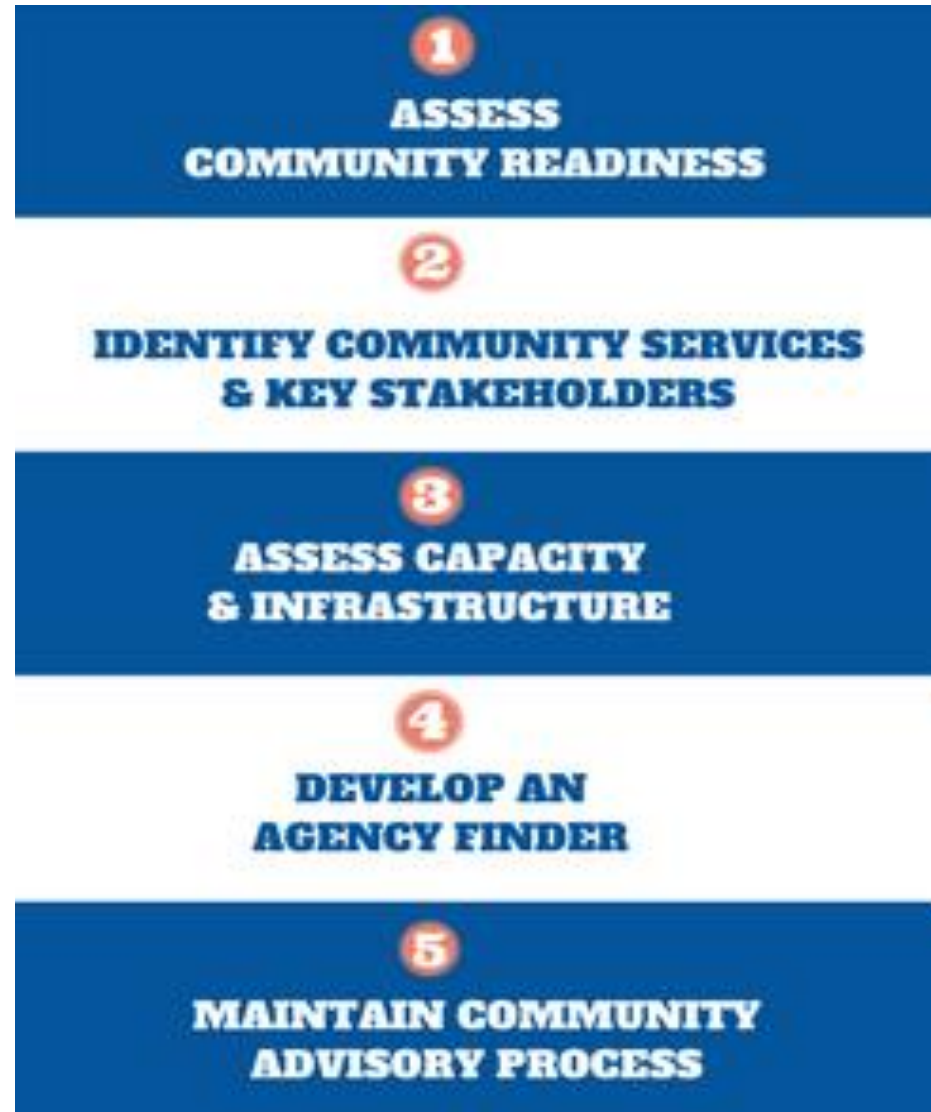 1
ASSESS
COMMUNITY READINESS
2
IDENTIFY COMMUNITY SERVICES
& KEY STAKEHOLDERS
3
ASSESS CAPACITY
& INFRASTRUCTURE
4
DEVELOP AN
AGENCY FINDER
5
MAINTAIN COMMUNITY
ADVISORY PROCESS